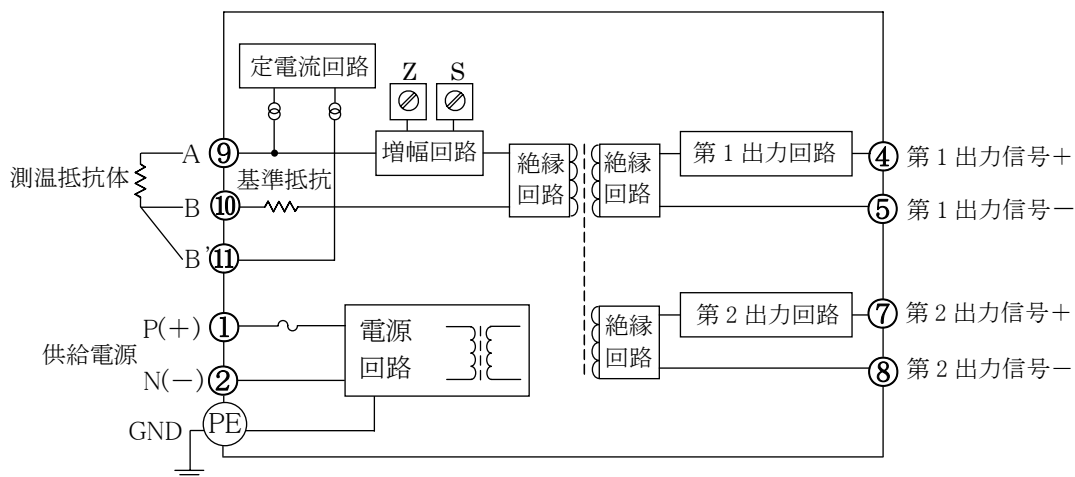 定電流回路
Z
S
増幅回路
測温抵抗体
A ⑨
基準抵抗
B ⑩
B' ⑪
絶縁
回路
絶縁
回路
第1出力回路
④ 第1出力信号+
⑤ 第1出力信号−
供給電源
P(+) ①
N(−) ②
GND
PE
電源
回路
絶縁
回路
第2出力回路
⑦ 第2出力信号+
⑧ 第2出力信号−